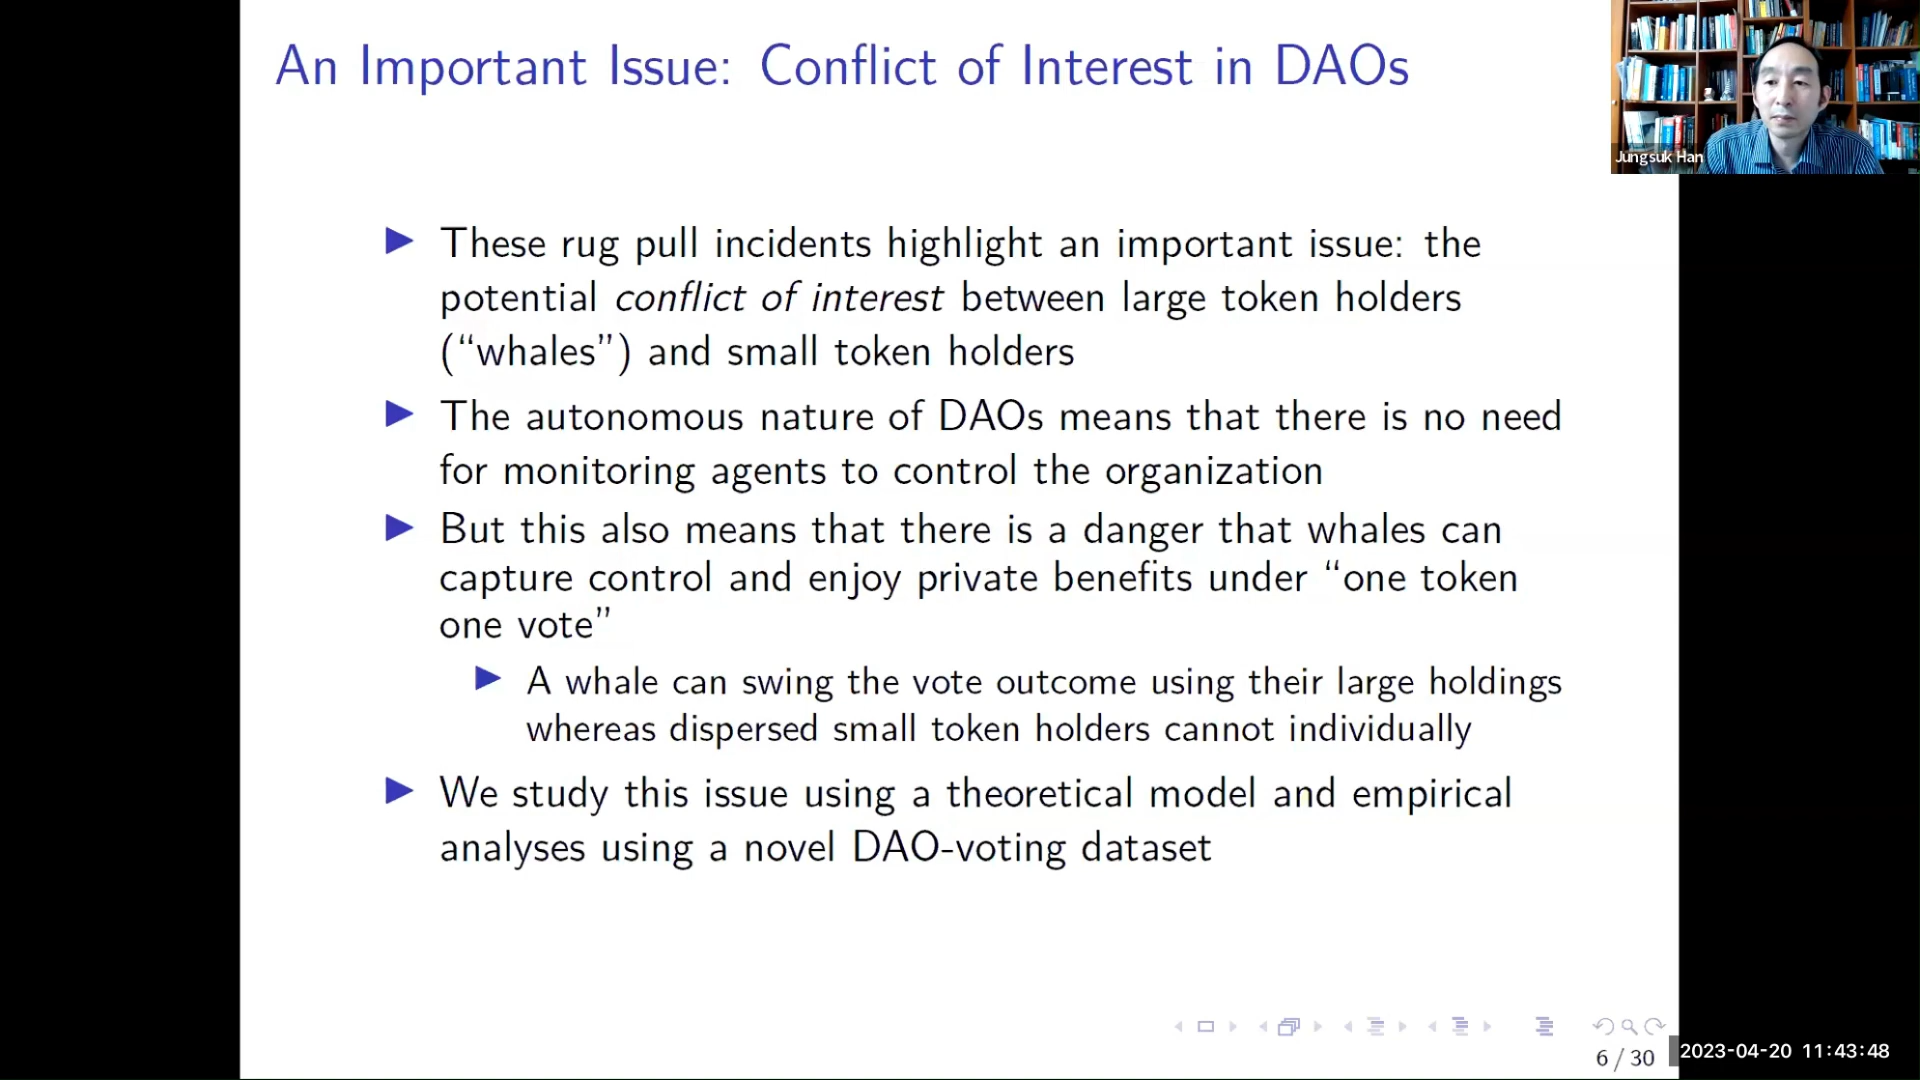 An Important Issue: Conflict of Interest in DAOs
Jungsuk Han
These rug pull incidents highlight an important issue: the
potential conflict of interest between large token holders
(“whales”) and small token holders
The autonomous nature of DAOs means that there is no need
for monitoring agents to control the organization
But this also means that there is a danger that whales can
capture control and enjoy private benefits under “one token
one vote”
A whale can swing the vote outcome using their large holdings
whereas dispersed small token holders cannot individually
We study this issue using a theoretical model and empirical
analyses using a novel DAO-voting dataset
6 / 30
2023-04-20 11:43:48